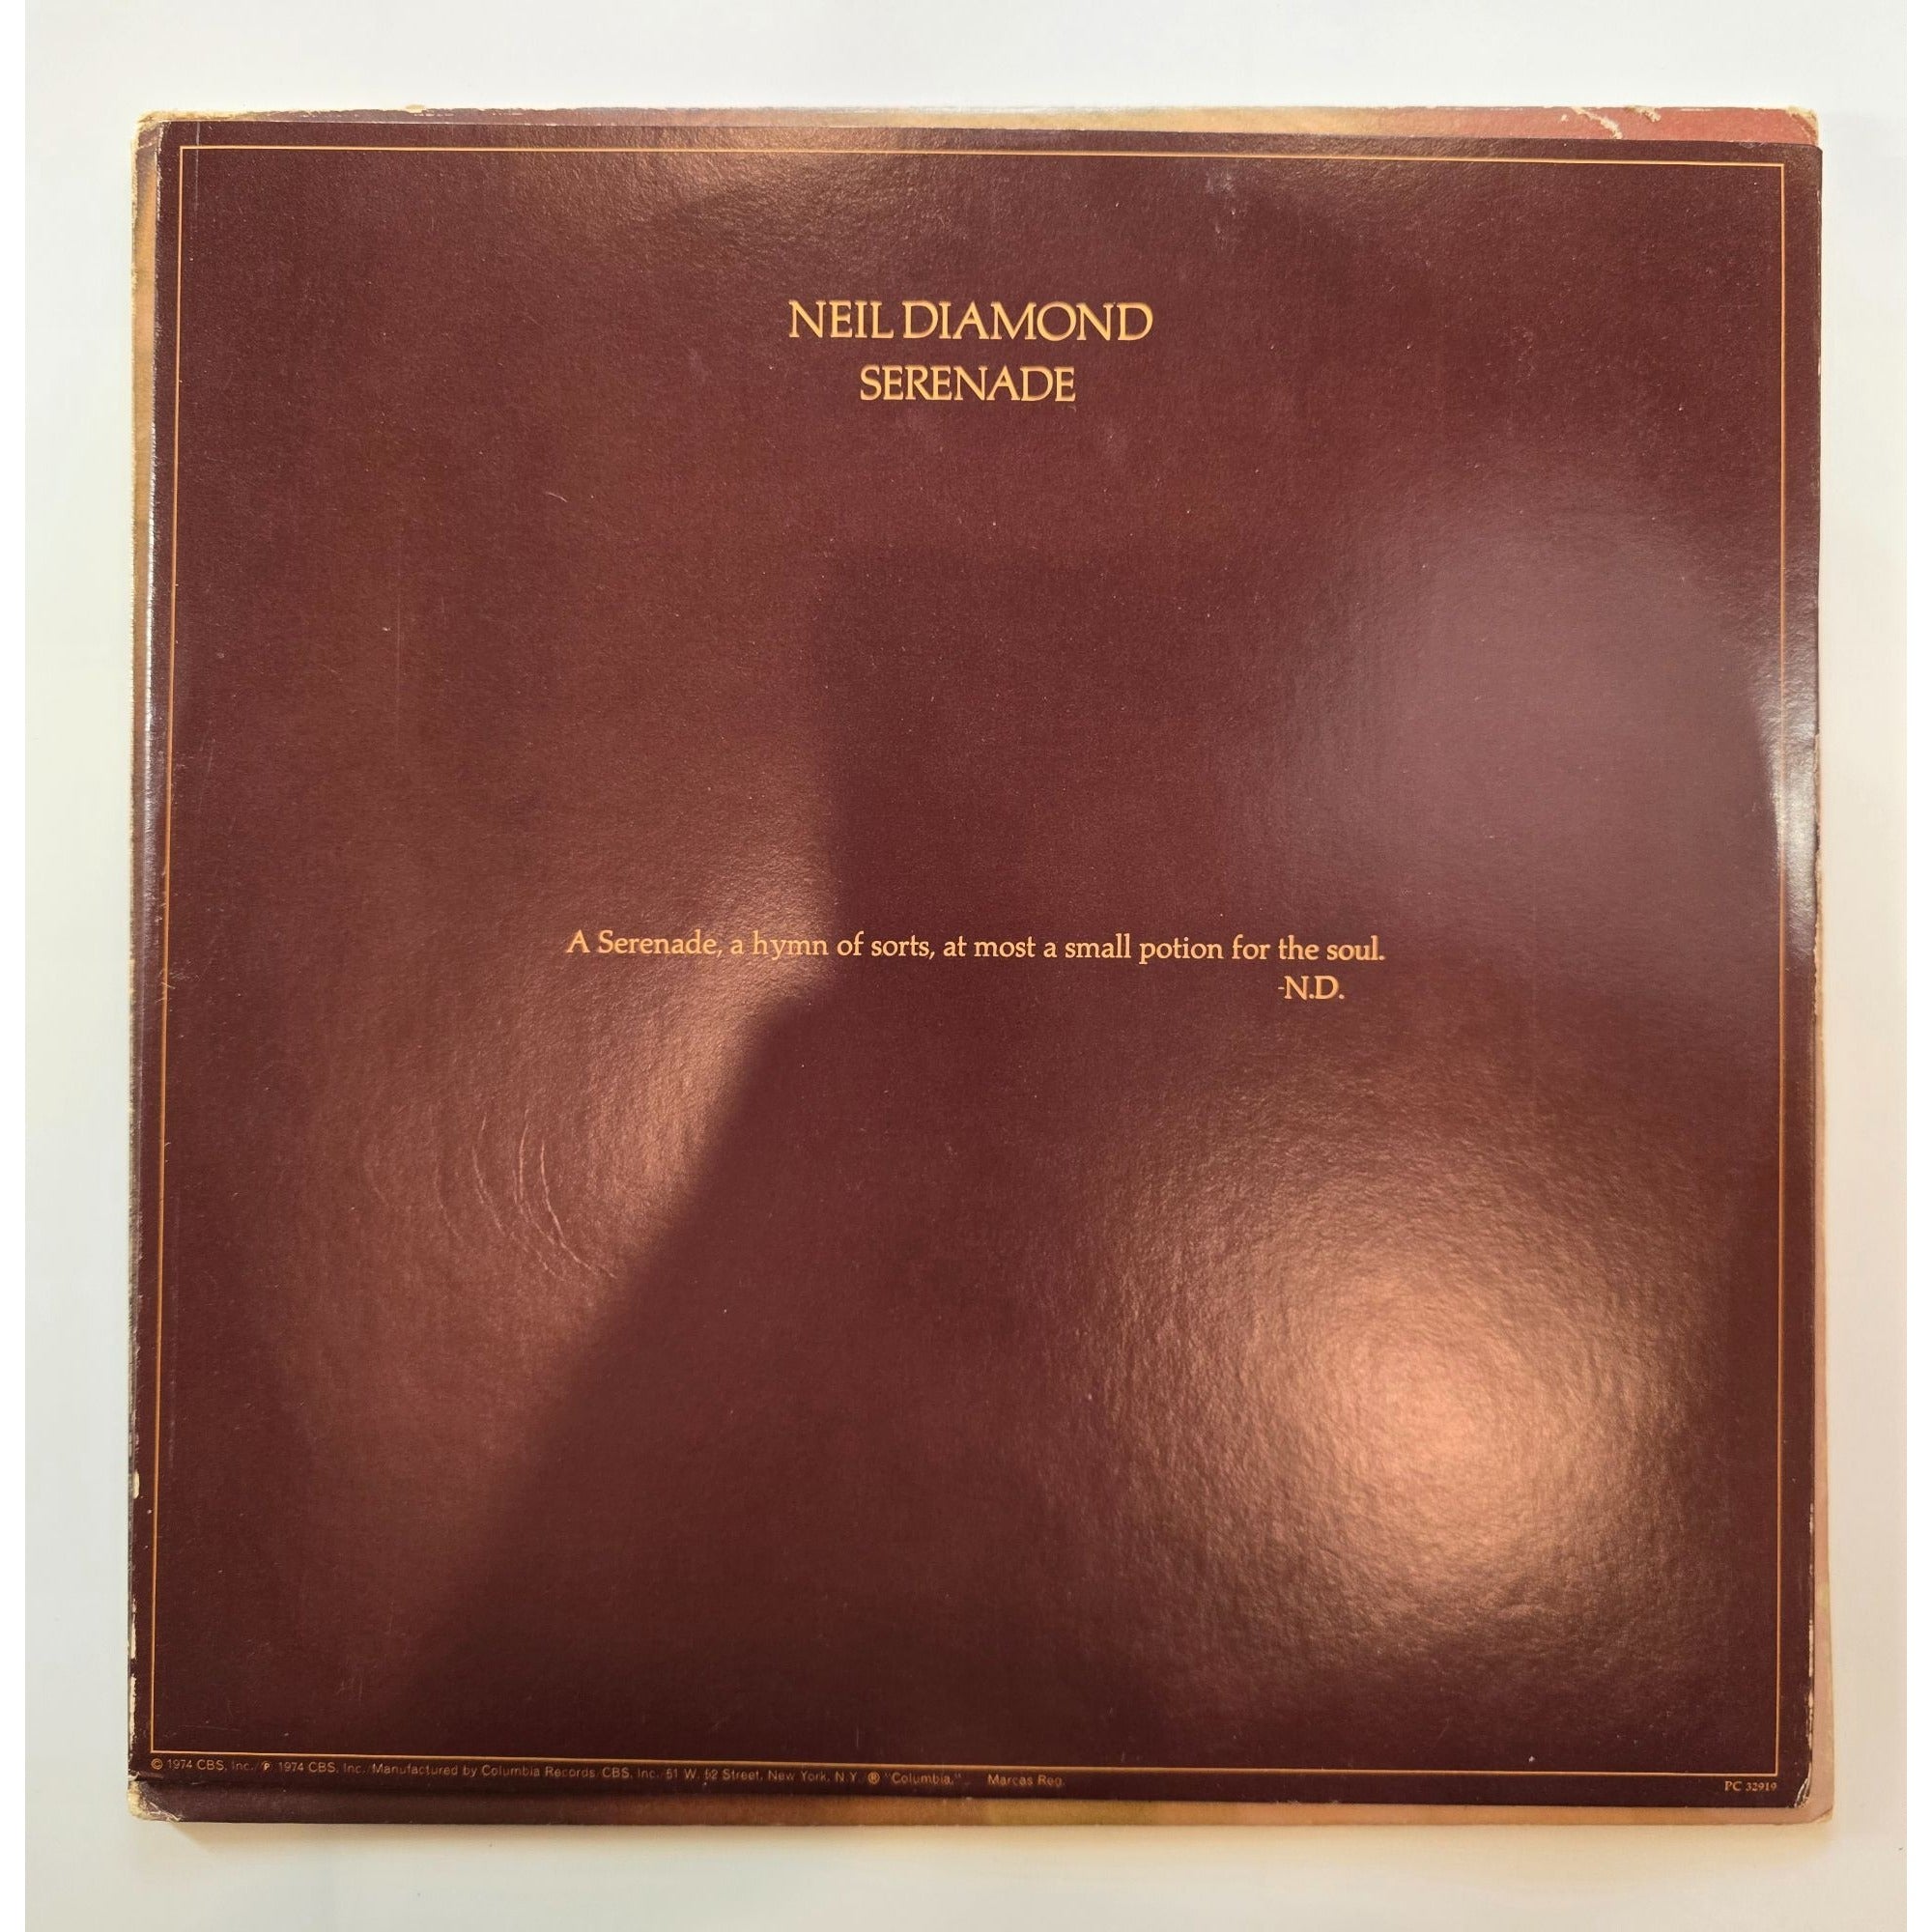 NEIL DIAMOND
SERENADE
A Serenade, a hymn of sorts, at most a small potion for the soul.
-N.D.
© 1974 CBS, Inc./℗ 1974 CBS, Inc./Manufactured by Columbia Records/CBS, Inc./51 W. 52 Street, New York, N.Y./® "Columbia," Marcas Reg.
PC 32919